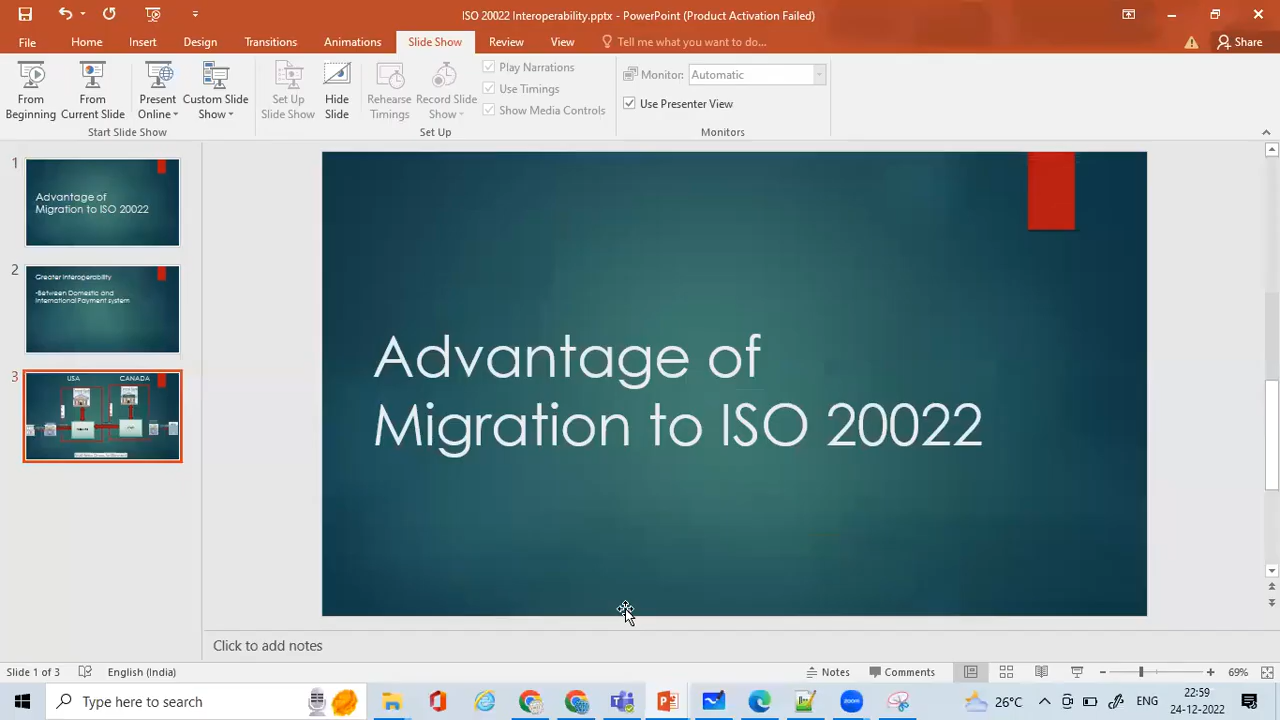 ISO 20022 Interoperability.pptx - PowerPoint (Product Activation Failed)
File Home Insert Design Transitions Animations Slide Show Review View Tell me what you want to do... Share
From Beginning
From Current Slide
Present Online
Custom Slide Show
Set Up Slide Show
Hide Slide
Rehearse Timings
Record Slide Show
Play Narrations
Use Timings
Show Media Controls
Monitor: Automatic
Use Presenter View
Start Slide Show
Set Up
Monitors
1
Advantage of
Migration to ISO 20022
2
Greater Interoperability
•Between Domestic and
International Payment system
3
USA CANADA
Advantage of
Migration to ISO 20022
Click to add notes
Slide 1 of 3 English (India) Notes Comments 69%
Type here to search
zoom
26°C ENG
22:59
24-12-2022